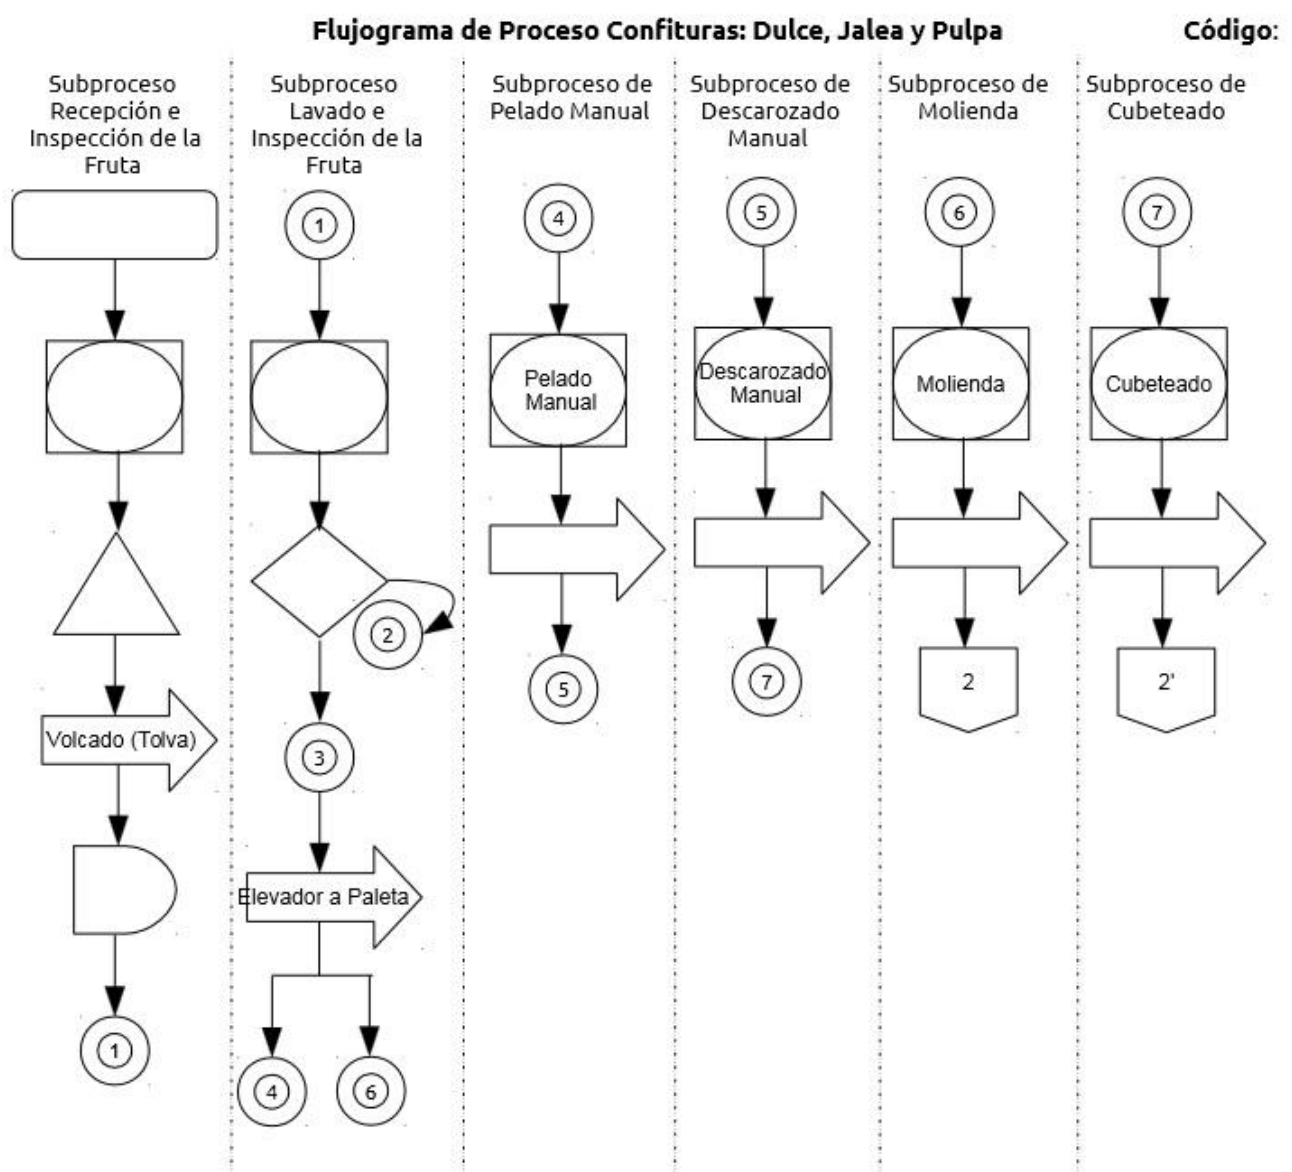 Flujograma de Proceso Confituras: Dulce, Jalea y Pulpa
Código:
Subproceso
Recepción e
Inspección de la
Fruta
Subproceso
Lavado e
Inspección de la
Fruta
Subproceso de
Pelado Manual
Subproceso de
Descarozado
Manual
Subproceso de
Molienda
Subproceso de
Cubeteado
Volcado (Tolva)
1
1
2
3
Elevador a Paleta
4
6
4
Pelado
Manual
5
5
Descarozado
Manual
7
6
Molienda
2
7
Cubeteado
2'